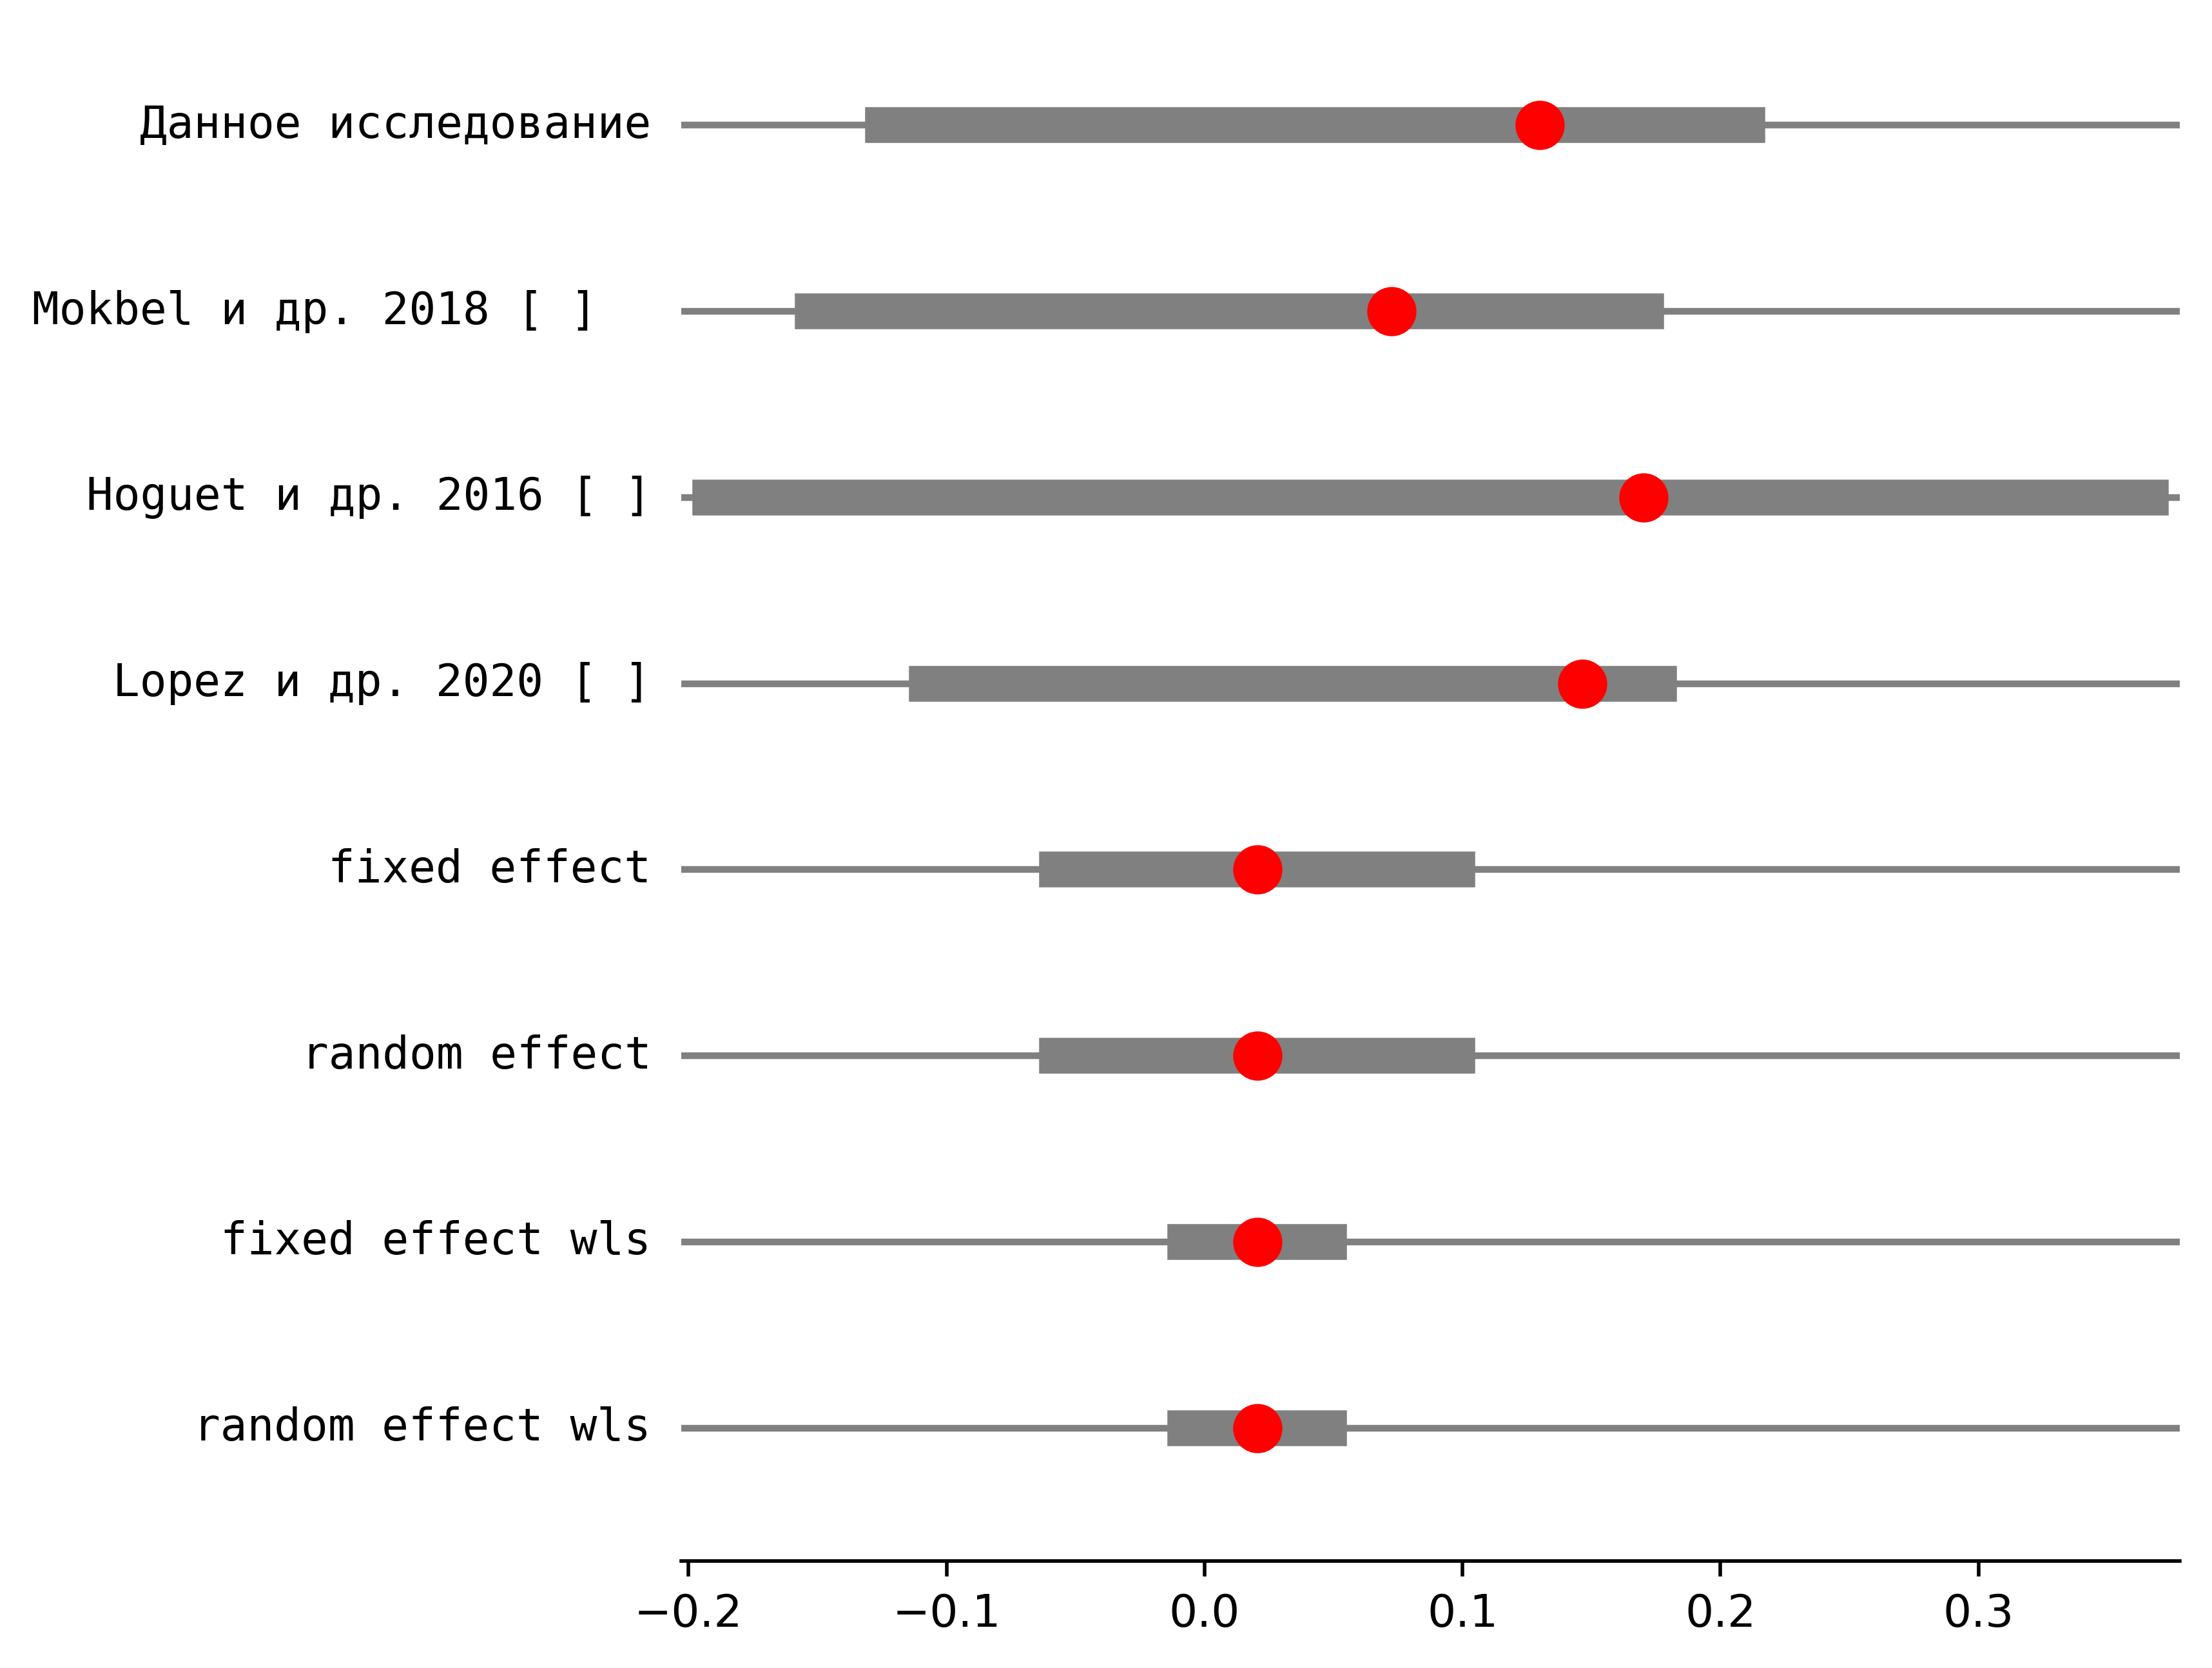 Данное исследование
Mokbel и др. 2018 [ ]
Hoguet и др. 2016 [ ]
Lopez и др. 2020 [ ]
fixed effect
random effect
fixed effect wls
random effect wls
−0.2 −0.1 0.0 0.1 0.2 0.3